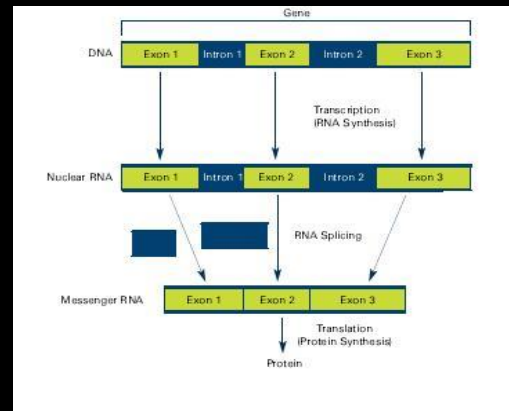 Gene
DNA Exon 1 Intron 1 Exon 2 Intron 2 Exon 3
Transcription
(RNA Synthesis)
Nuclear RNA Exon 1 Intron 1 Exon 2 Intron 2 Exon 3
RNA Splicing
Messenger RNA Exon 1 Exon 2 Exon 3
Translation
(Protein Synthesis)
Protein